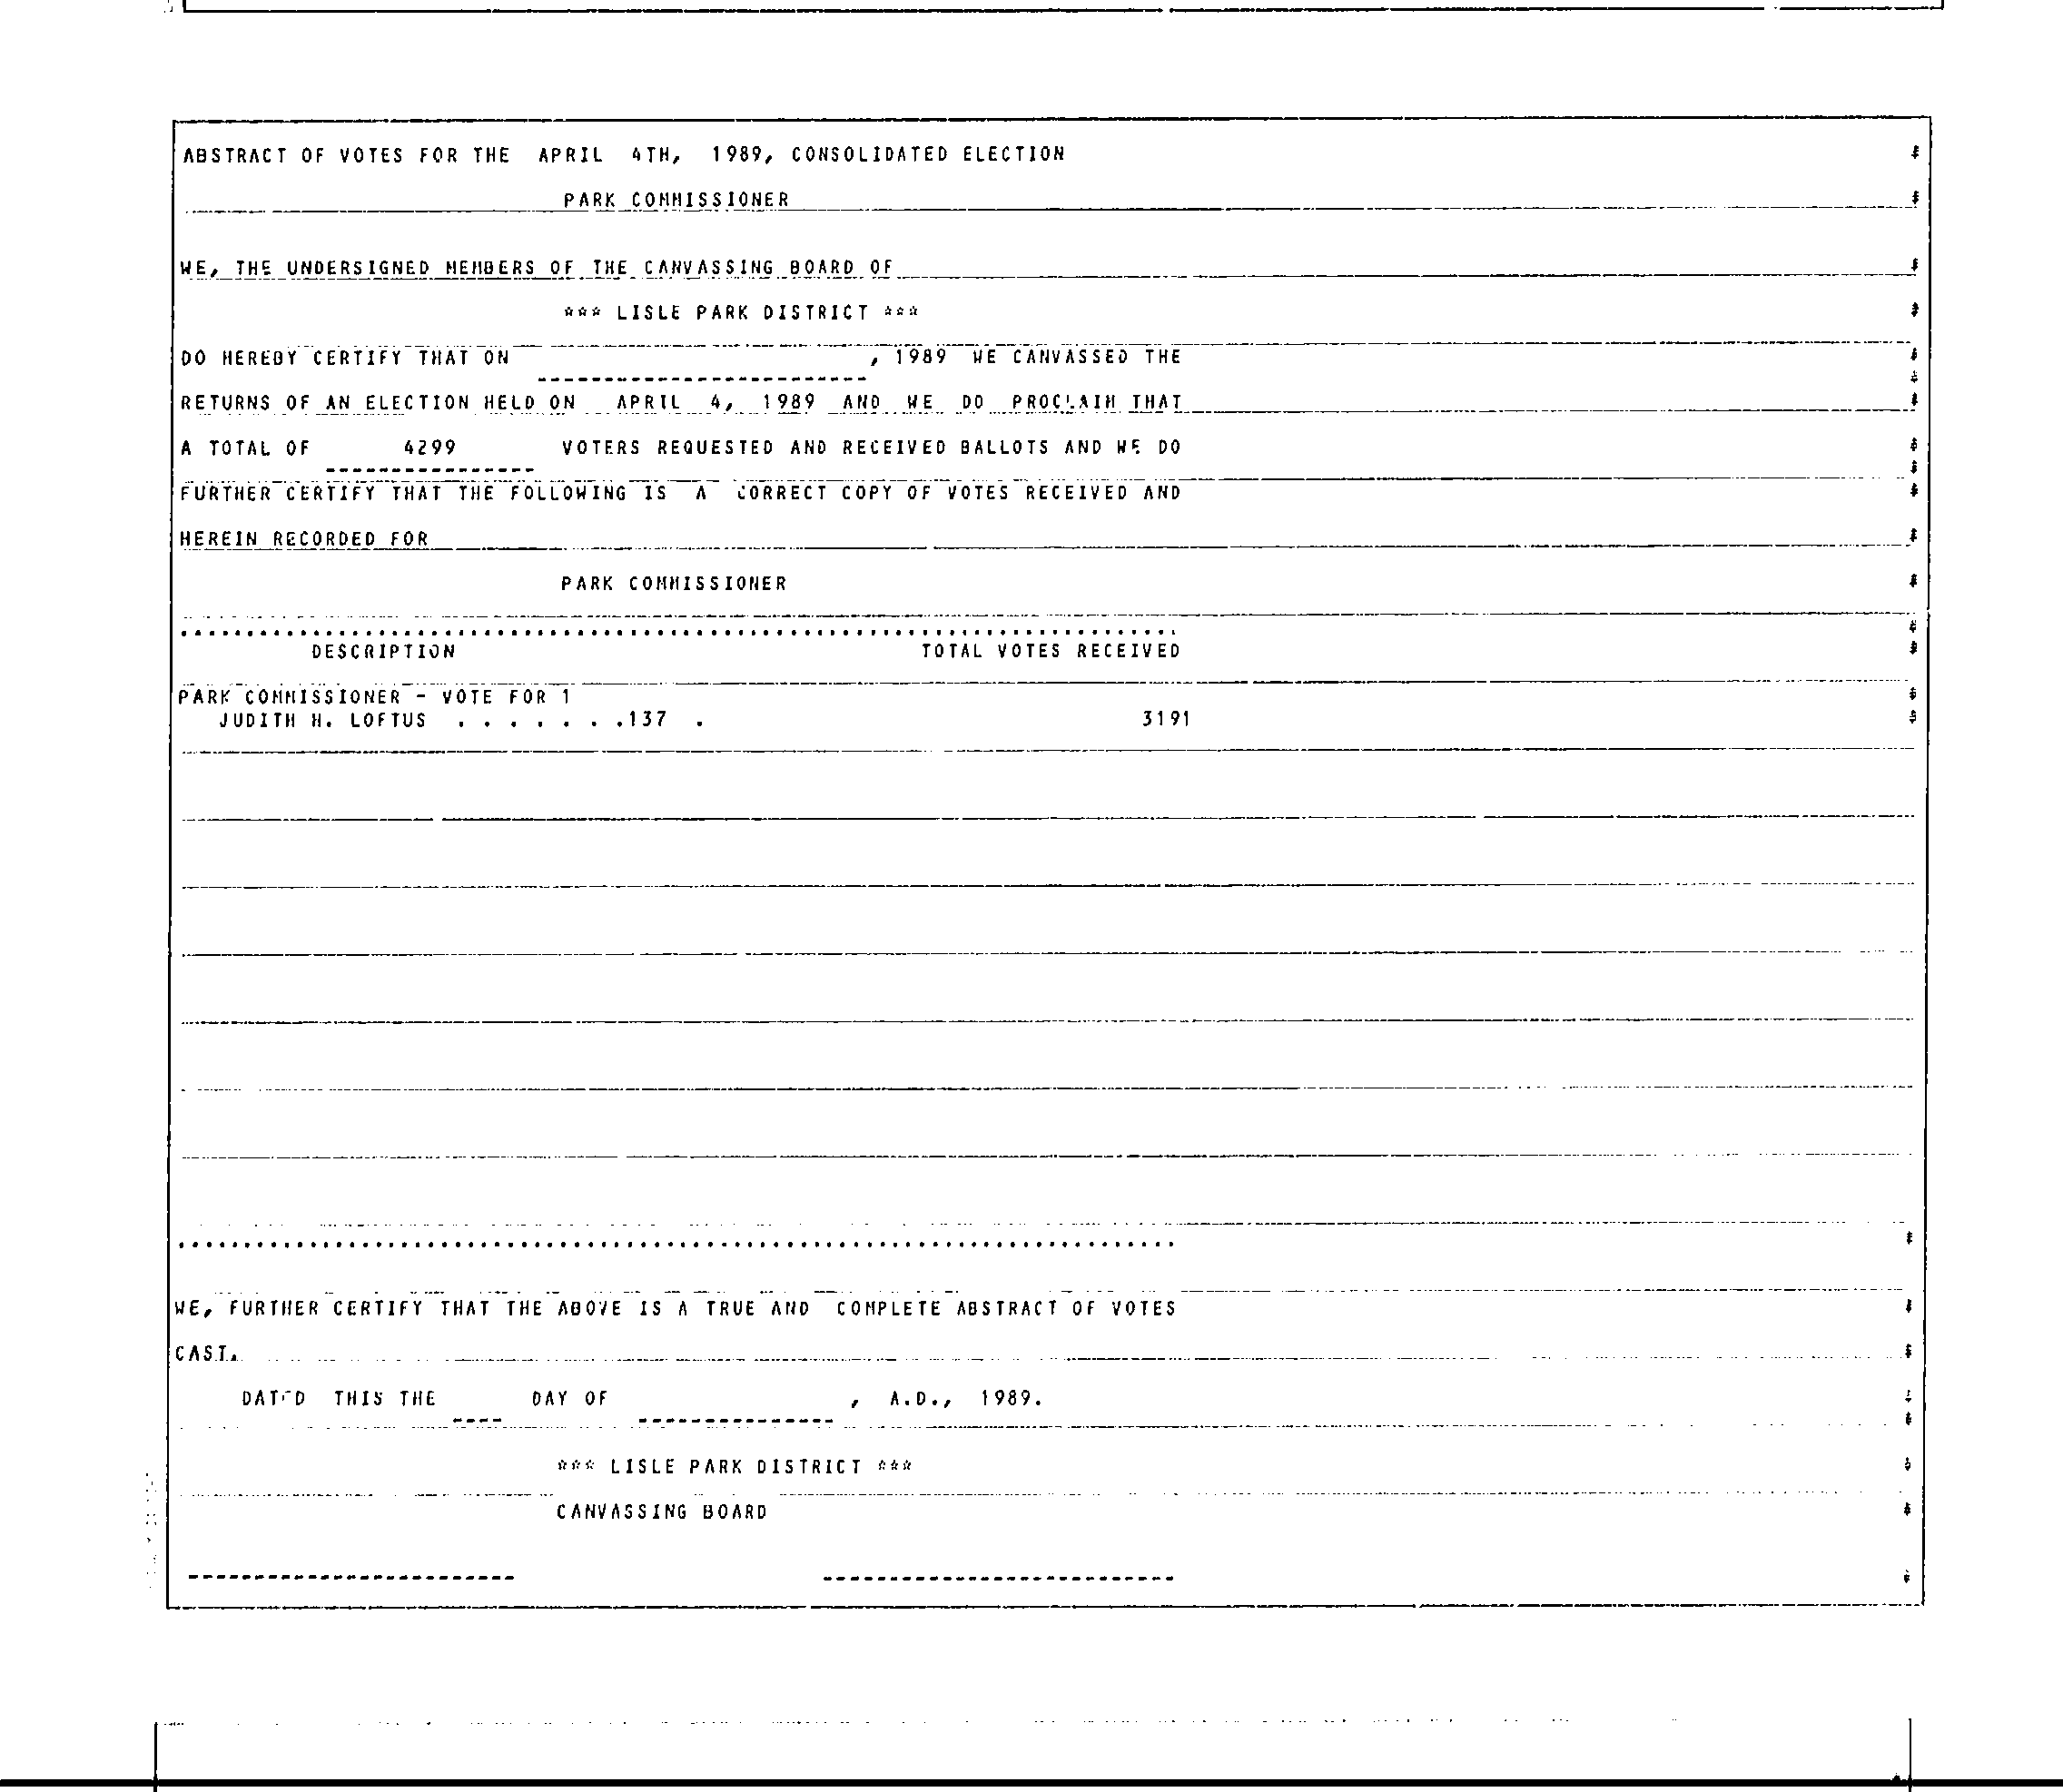 ABSTRACT OF VOTES FOR THE APRIL 4TH, 1989, CONSOLIDATED ELECTION
PARK COMMISSIONER
WE, THE UNDERSIGNED MEMBERS OF THE CANVASSING BOARD OF
*** LISLE PARK DISTRICT ***
DO HEREBY CERTIFY THAT ON ________________________, 1989 WE CANVASSED THE
RETURNS OF AN ELECTION HELD ON APRIL 4, 1989 AND WE DO PROCLAIM THAT
A TOTAL OF 4299 VOTERS REQUESTED AND RECEIVED BALLOTS AND WE DO
FURTHER CERTIFY THAT THE FOLLOWING IS A CORRECT COPY OF VOTES RECEIVED AND
HEREIN RECORDED FOR
PARK COMMISSIONER
DESCRIPTION TOTAL VOTES RECEIVED
PARK COMMISSIONER - VOTE FOR 1
JUDITH H. LOFTUS . . . . . . .137 . 3191
WE, FURTHER CERTIFY THAT THE ABOVE IS A TRUE AND COMPLETE ABSTRACT OF VOTES
CAST.
DATED THIS THE ____ DAY OF _______________, A.D., 1989.
*** LISLE PARK DISTRICT ***
CANVASSING BOARD